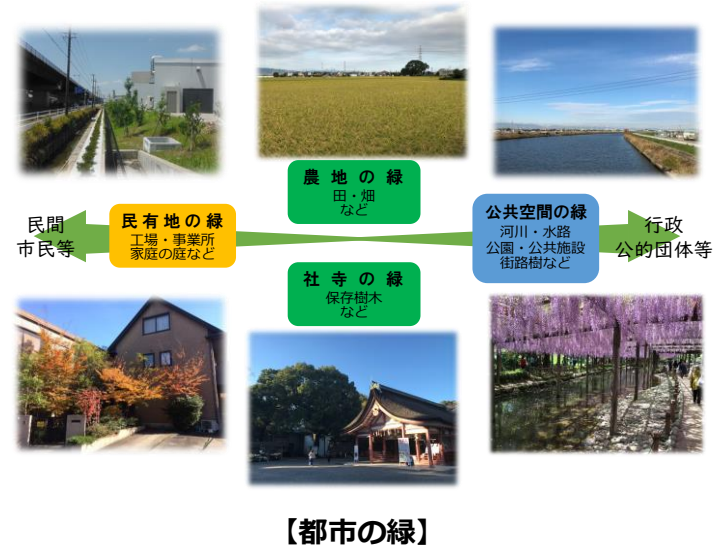 農地の緑
田・畑
など
民間
市民等
民有地の緑
工場・事業所
家庭の庭など
公共空間の緑
河川・水路
公園・公共施設
街路樹など
行政
公的団体等
社寺の緑
保存樹木
など
【都市の緑】